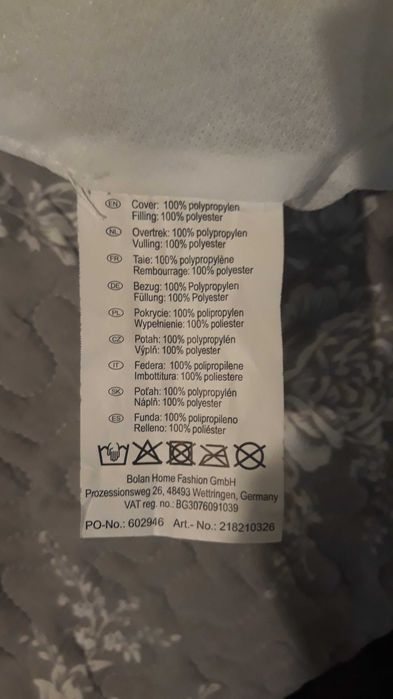 EN Cover: 100% polypropylen
Filling: 100% polyester
NL Overtrek: 100% polypropylen
Vulling: 100% polyester
FR Taie: 100% polypropylène
Rembourrage: 100% polyester
DE Bezug: 100% Polypropylen
Füllung: 100% Polyester
PL Pokrycie: 100% polipropylen
Wypełnienie: 100% poliester
CZ Potah: 100% polypropylén
Výplň: 100% polyester
IT Federa: 100% polipropilene
Imbottitura: 100% poliestere
SK Poťah: 100% polypropylén
Náplň: 100% polyester
ES Funda: 100% polipropileno
Relleno: 100% poliéster
Bolan Home Fashion GmbH
Prozessionsweg 26, 48493 Wettringen, Germany
VAT reg. no.: BG3076091039
PO-No.: 602946 Art.- No.: 218210326